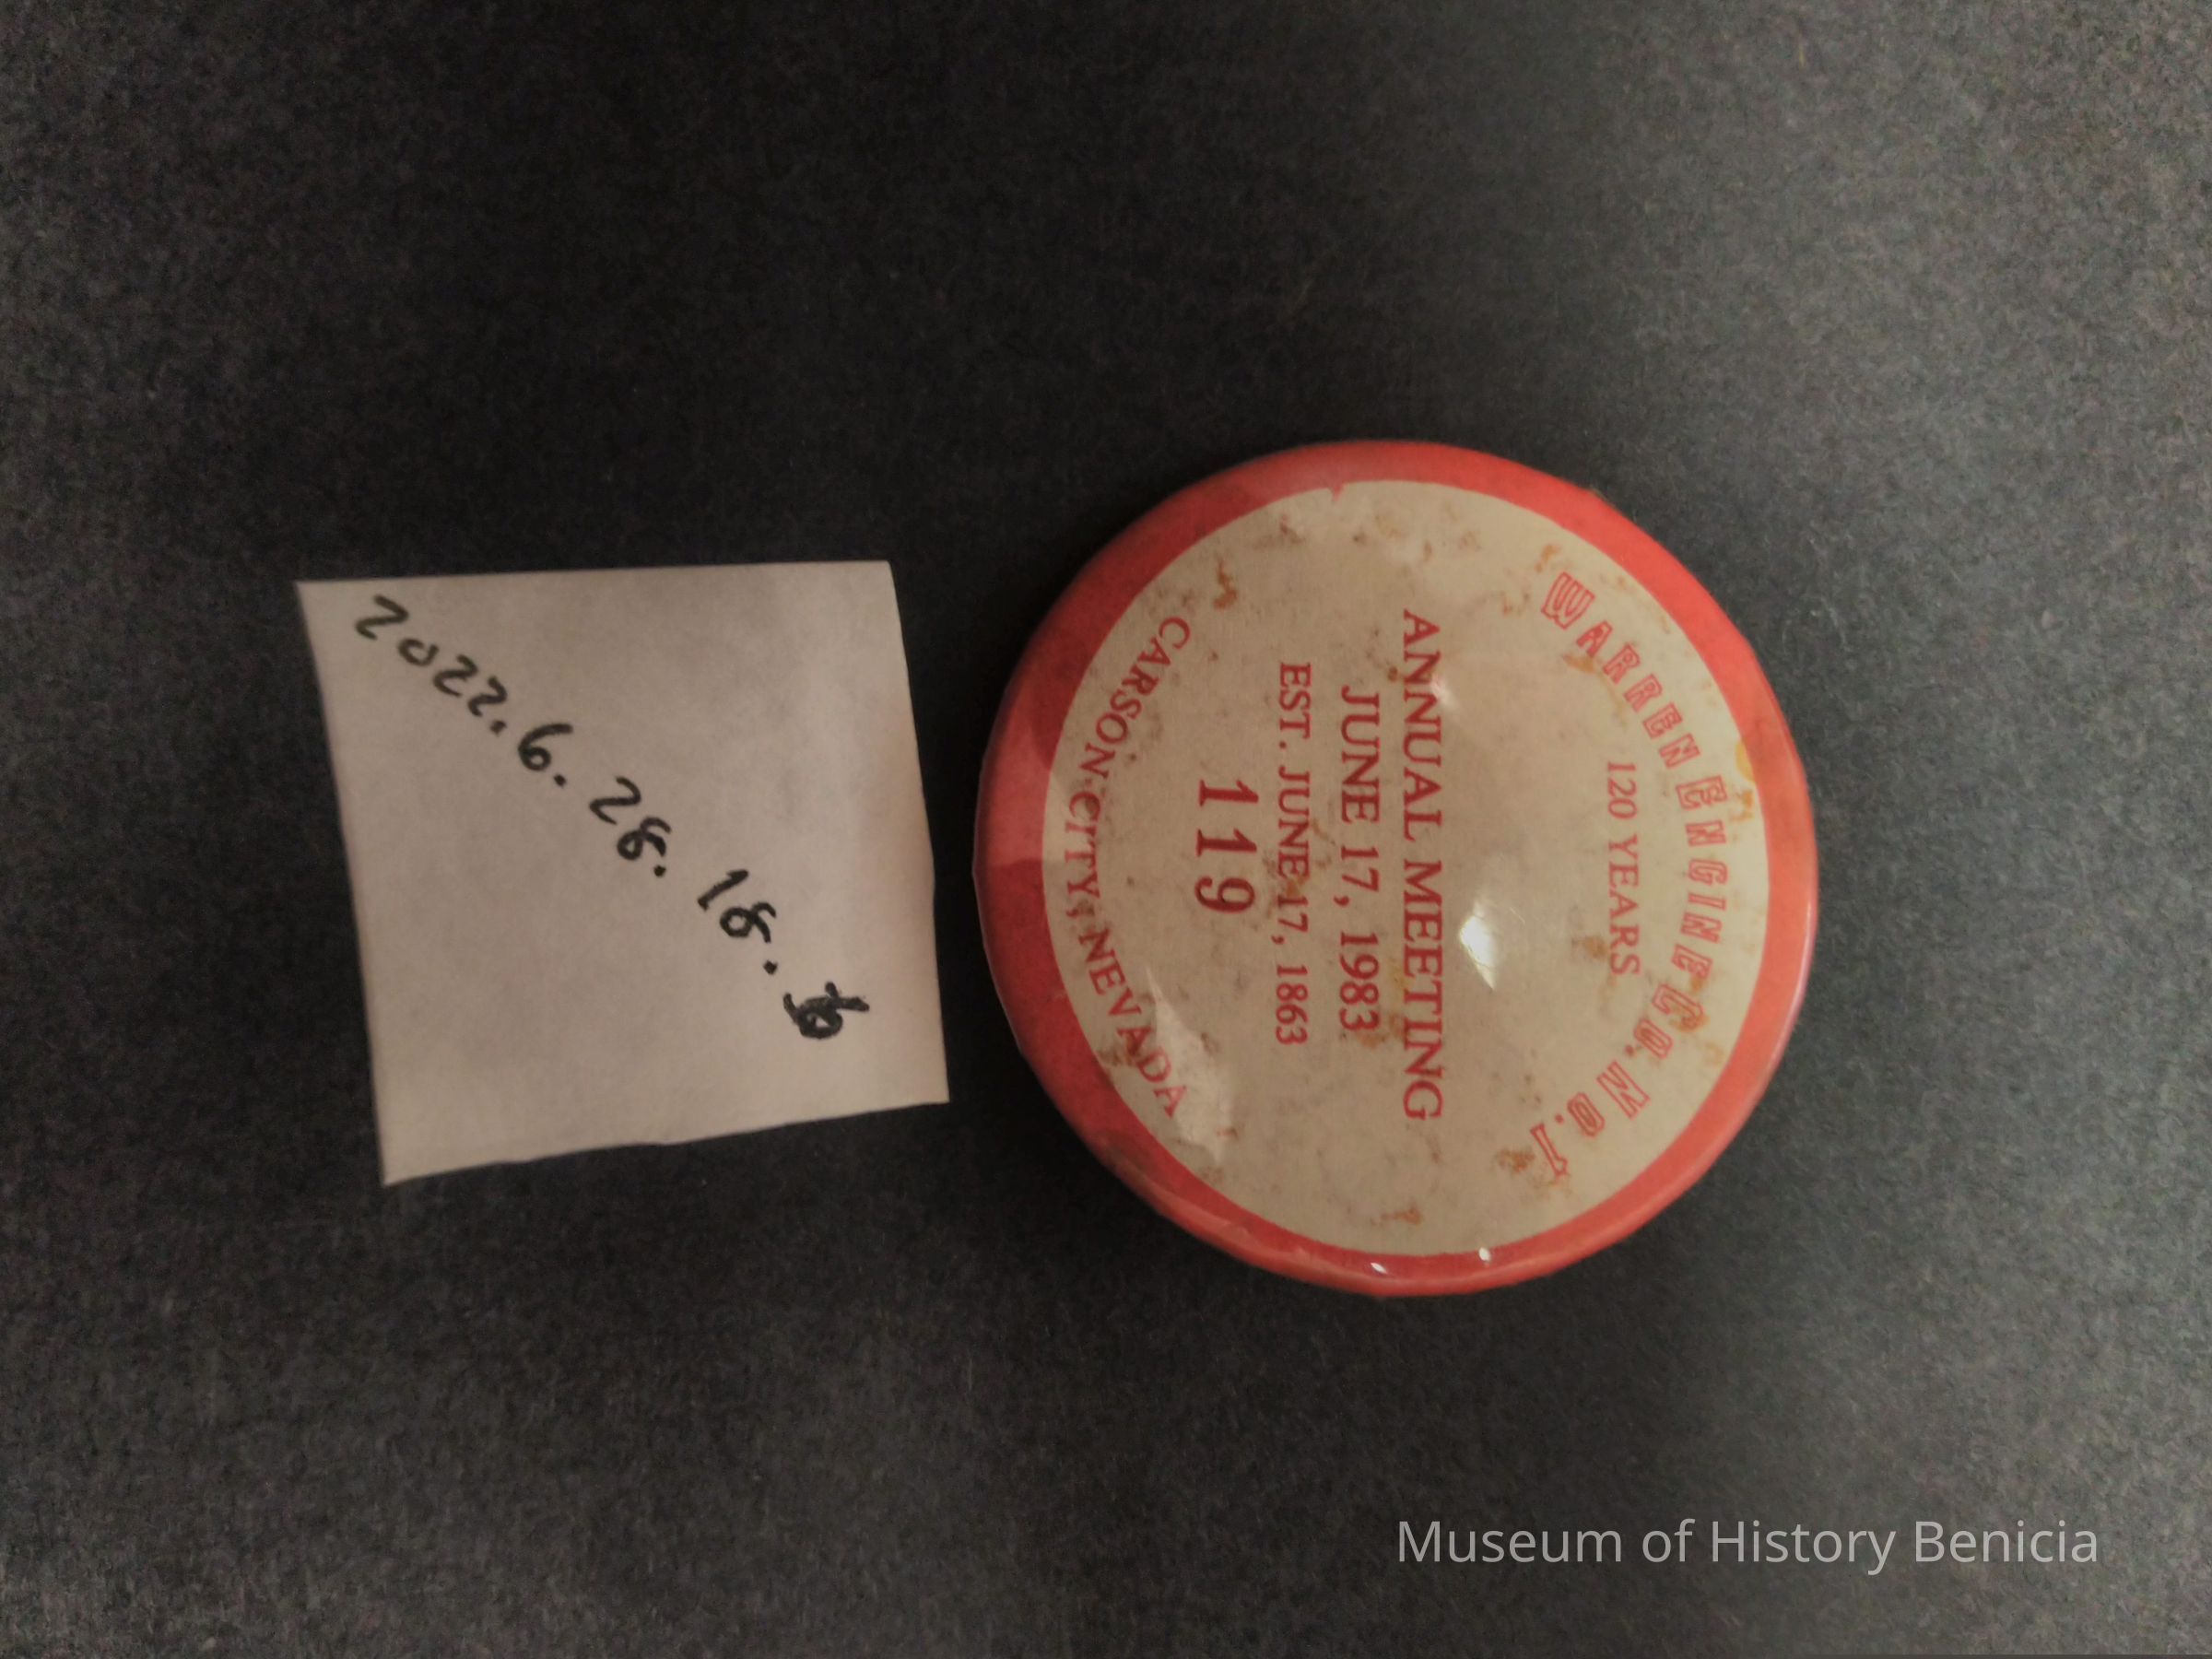 2022.6.28.18.
WARREN ENGINE Co. No. 1
120 YEARS
ANNUAL MEETING
JUNE 17, 1983
EST. JUNE 17, 1863
119
CARSON CITY, NEVADA
Museum of History Benicia